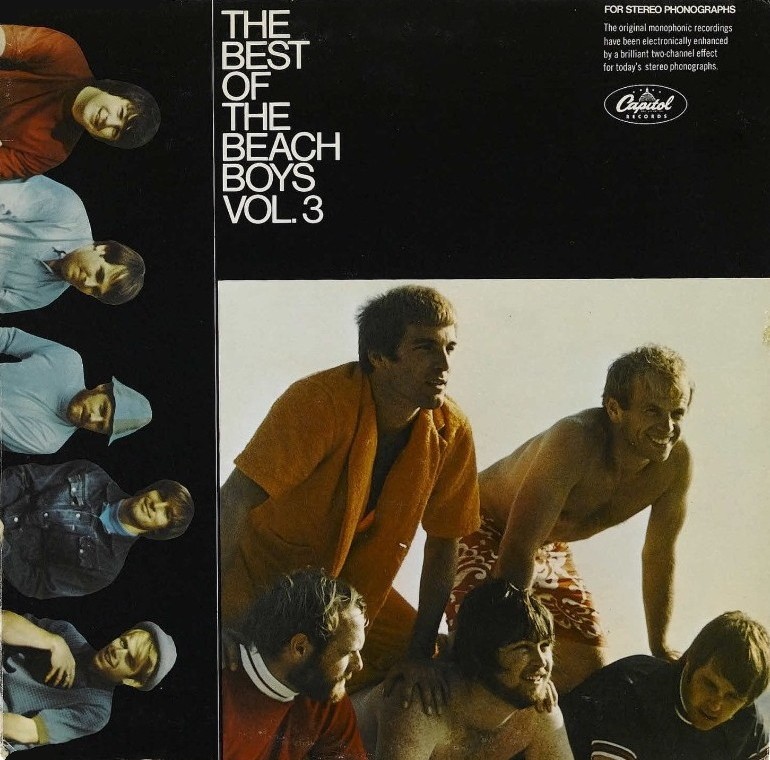 THE
BEST
OF
THE
BEACH
BOYS
VOL. 3
FOR STEREO PHONOGRAPHS
The original monophonic recordings
have been electronically enhanced
by a brilliant two-channel effect
for today's stereo phonographs.
Capitol
RECORDS